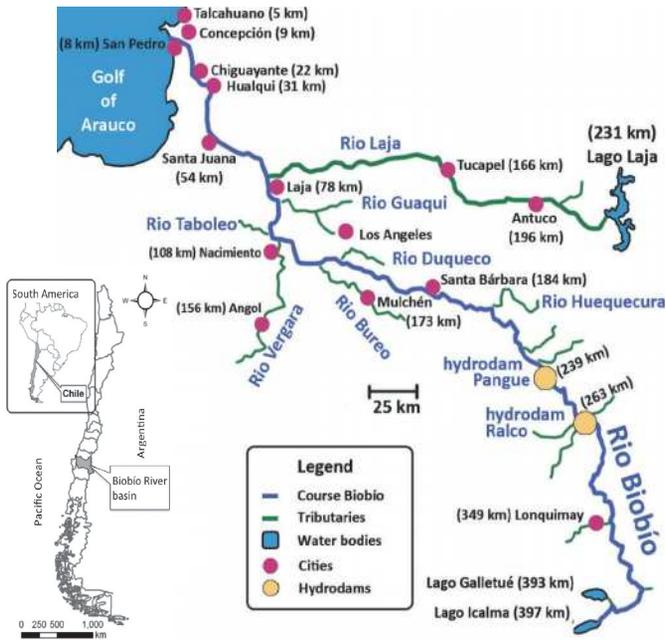 Talcahuano (5 km)
Concepción (9 km)
(8 km) San Pedro
Chiguayante (22 km)
Hualqui (31 km)
Golf
of
Arauco
Santa Juana
(54 km)
Rio Laja
(231 km)
Lago Laja
Tucapel (166 km)
Laja (78 km)
Rio Guaqui
Antuco
(196 km)
Rio Taboleo
Los Angeles
(108 km) Nacimiento
Rio Duqueco
Santa Bárbara (184 km)
Mulchén
(173 km)
Rio Huequecura
(156 km) Angol
Rio Vergara
Rio Bureo
hydrodam
Pangue
(239 km)
25 km
(263 km)
hydrodam
Ralco
Rio Biobío
(349 km) Lonquimay
Lago Galletué (393 km)
Lago Icalma (397 km)
South America
Chile
N
W
E
S
Argentina
Pacific Ocean
Biobío River
basin
0 250 500 1,000
km
Legend
Course Biobío
Tributaries
Water bodies
Cities
Hydrodams